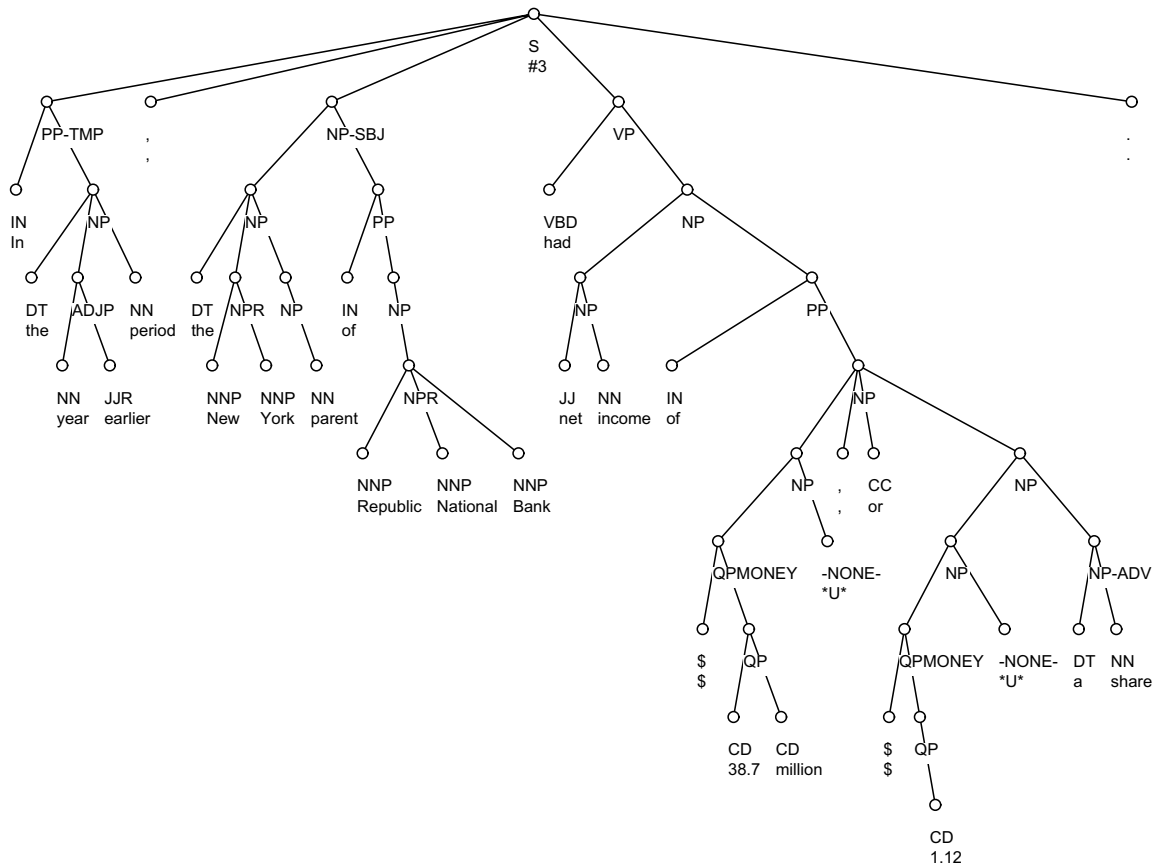 S
#3
PP-TMP , NP-SBJ VP .
, .
IN NP NP PP VBD NP
In had
DT ADJP NN DT NPR NP IN NP NP PP
the period the of
NN JJR NNP NNP NN NPR JJ NN IN NP
year earlier New York parent net income of
NNP NNP NNP NP , CC NP
Republic National Bank , or
QPMONEY -NONE- NP NP-ADV
*U*
$ QP QPMONEY -NONE- DT NN
$ *U* a share
CD CD $ QP
38.7 million $
CD
1.12